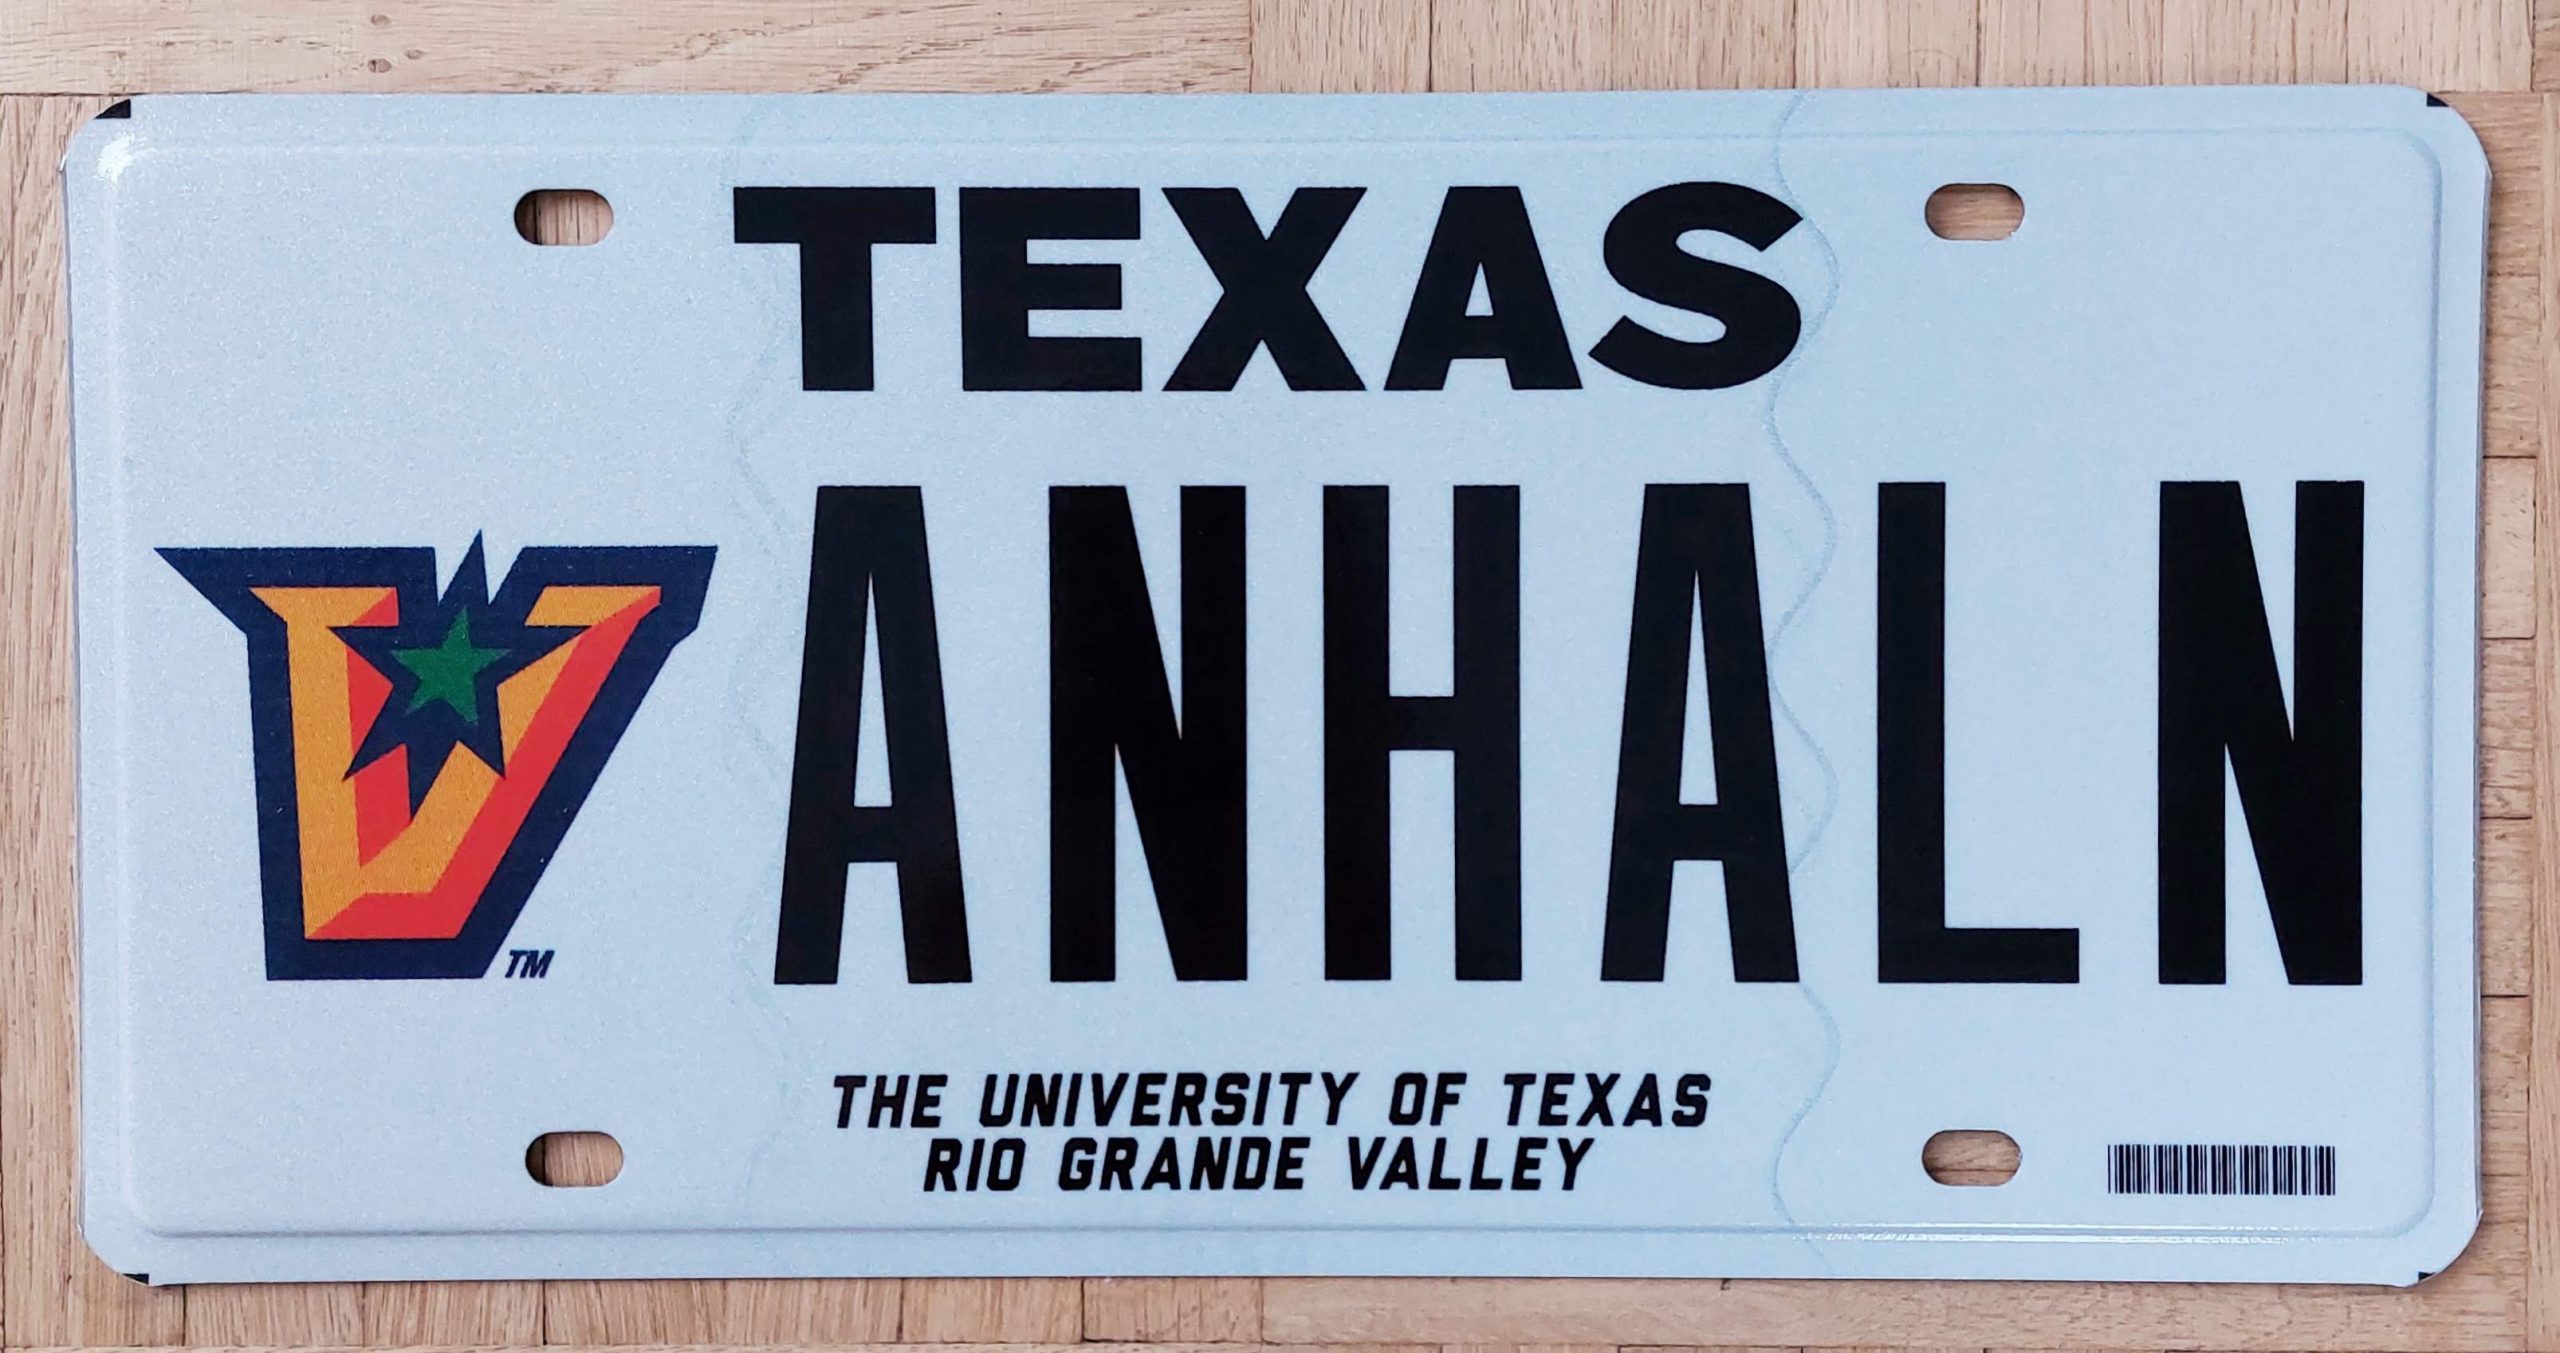 TEXAS
ANHALN
V TM
THE UNIVERSITY OF TEXAS
RIO GRANDE VALLEY